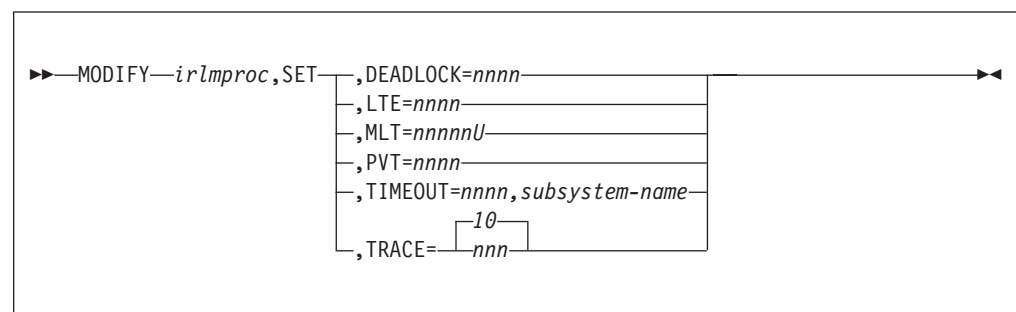 MODIFY irlmproc,SET ,DEADLOCK=nnnn
,LTE=nnnn
,MLT=nnnnnU
,PVT=nnnn
,TIMEOUT=nnnn,subsystem-name
10
,TRACE= nnn